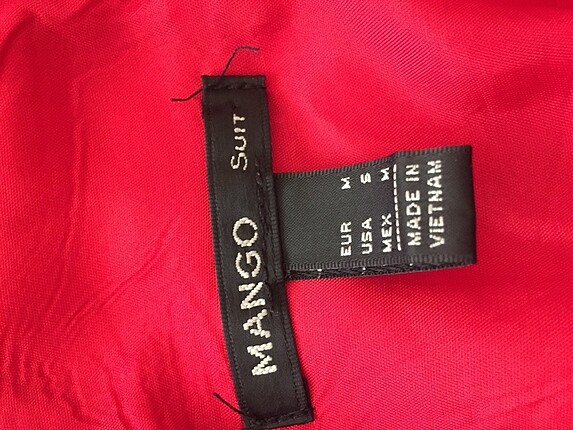 MANGO SUIT
EUR M
USA S
MEX M
MADE IN
VIETNAM